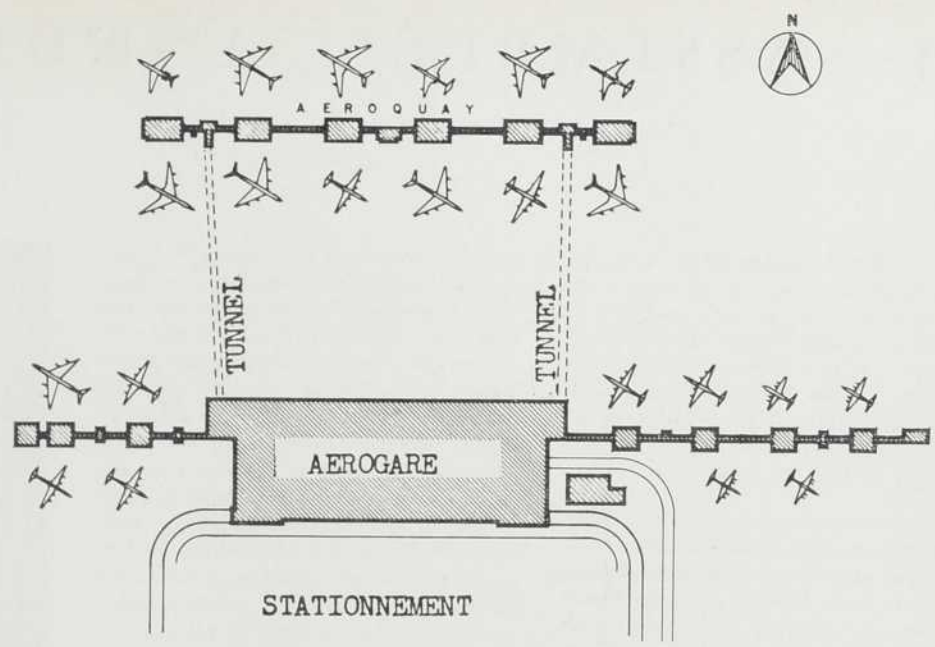 N
AEROQUAY
TUNNEL
TUNNEL
AEROGARE
STATIONNEMENT